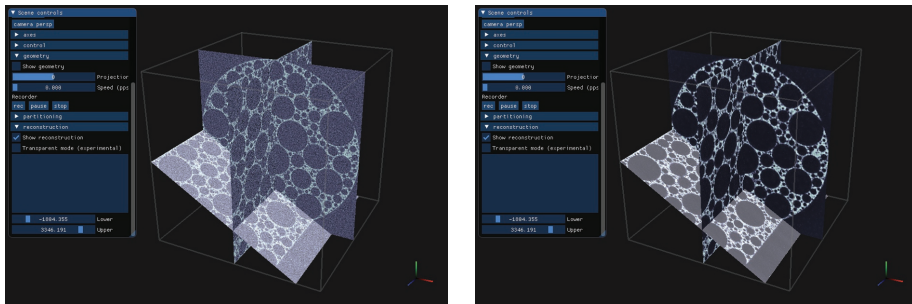 Scene controls
camera persp
axes
control
geometry
Show geometry
Projection
0.000 Speed (pps
Recorder
rec pause stop
partitioning
reconstruction
Show reconstruction
Transparent mode (experimental)
-1084.355 Lower
3346.191 Upper
Scene controls
camera persp
axes
control
geometry
Show geometry
Projection
0.000 Speed (pps
Recorder
rec pause stop
partitioning
reconstruction
Show reconstruction
Transparent mode (experimental)
-1084.355 Lower
3346.191 Upper